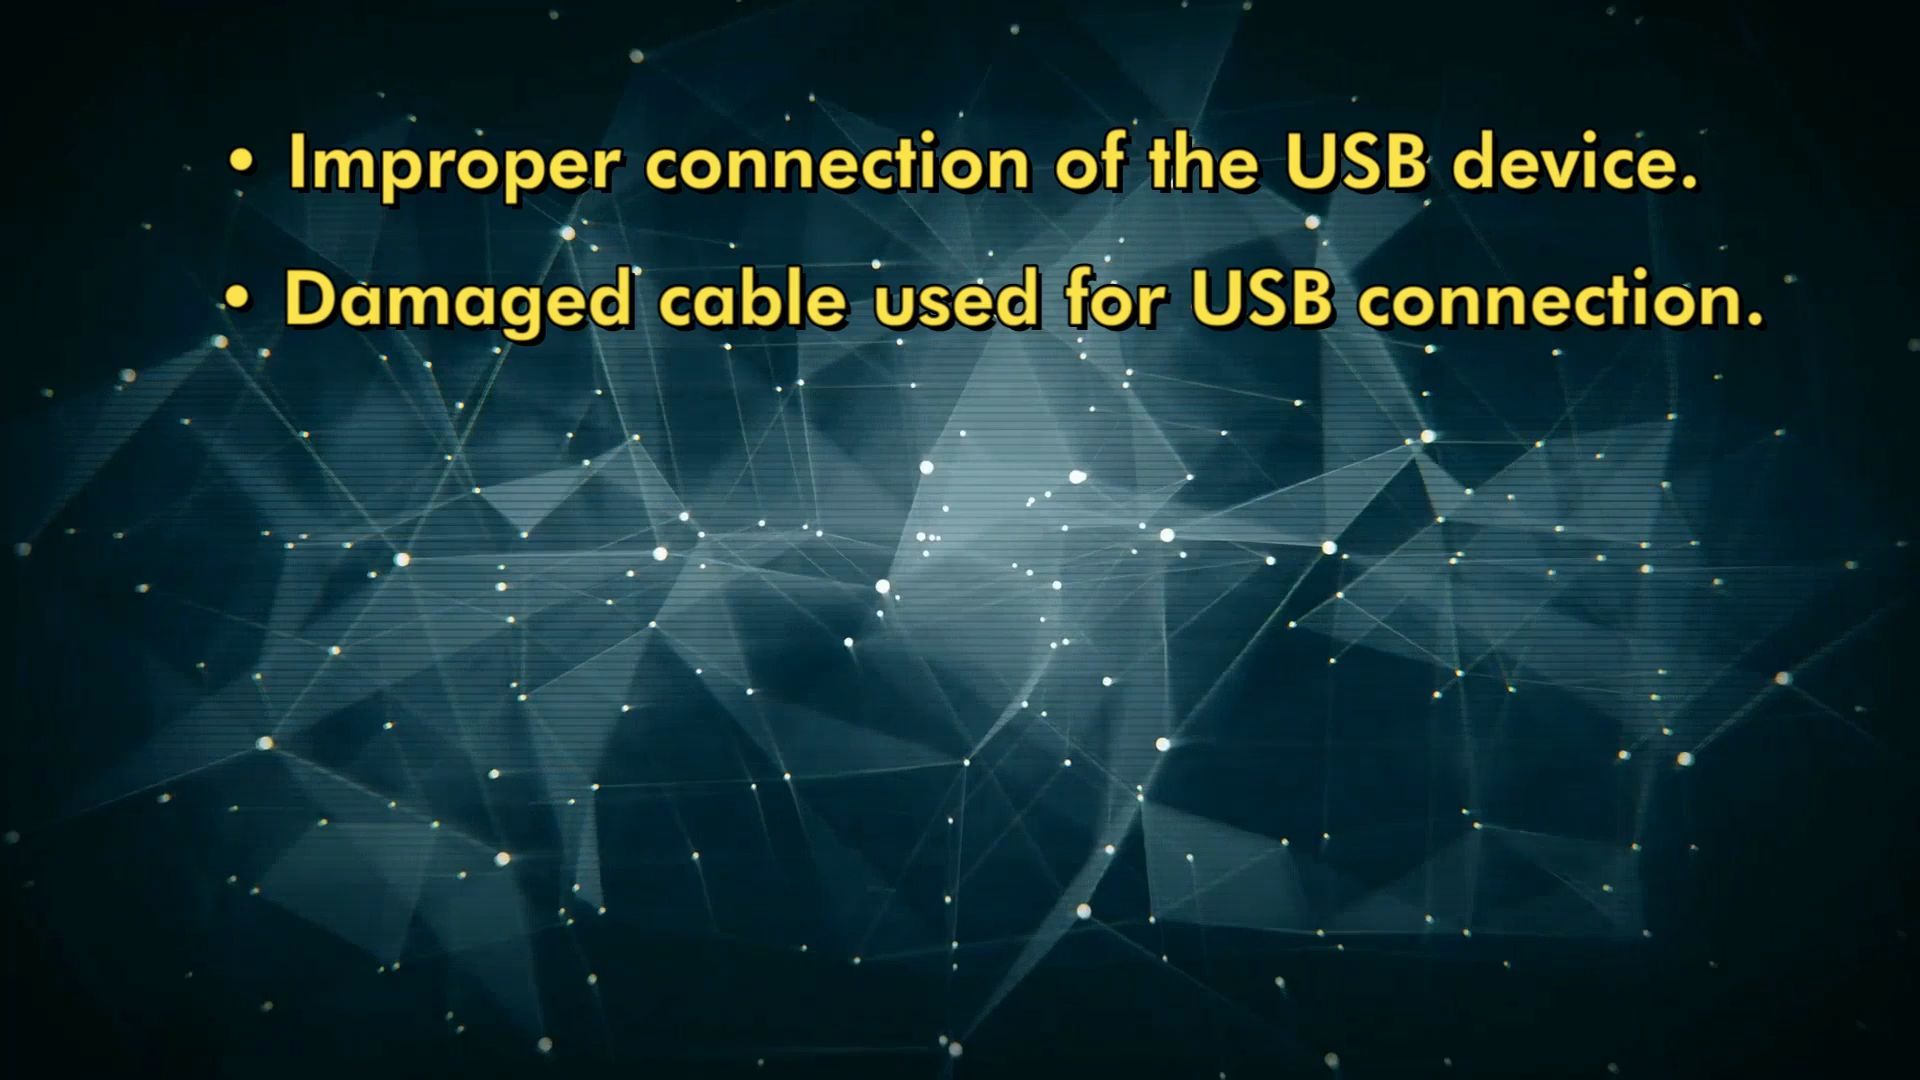 • Improper connection of the USB device.
• Damaged cable used for USB connection.